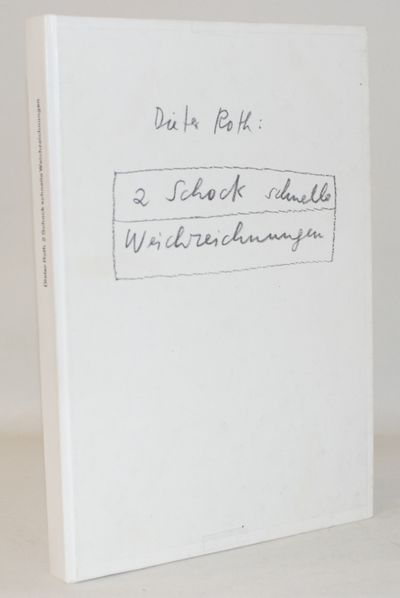 Dieter Roth:
2 Schock schnelle
Weichzeichnungen
Dieter Roth 2 Schock schnelle Weichzeichnungen